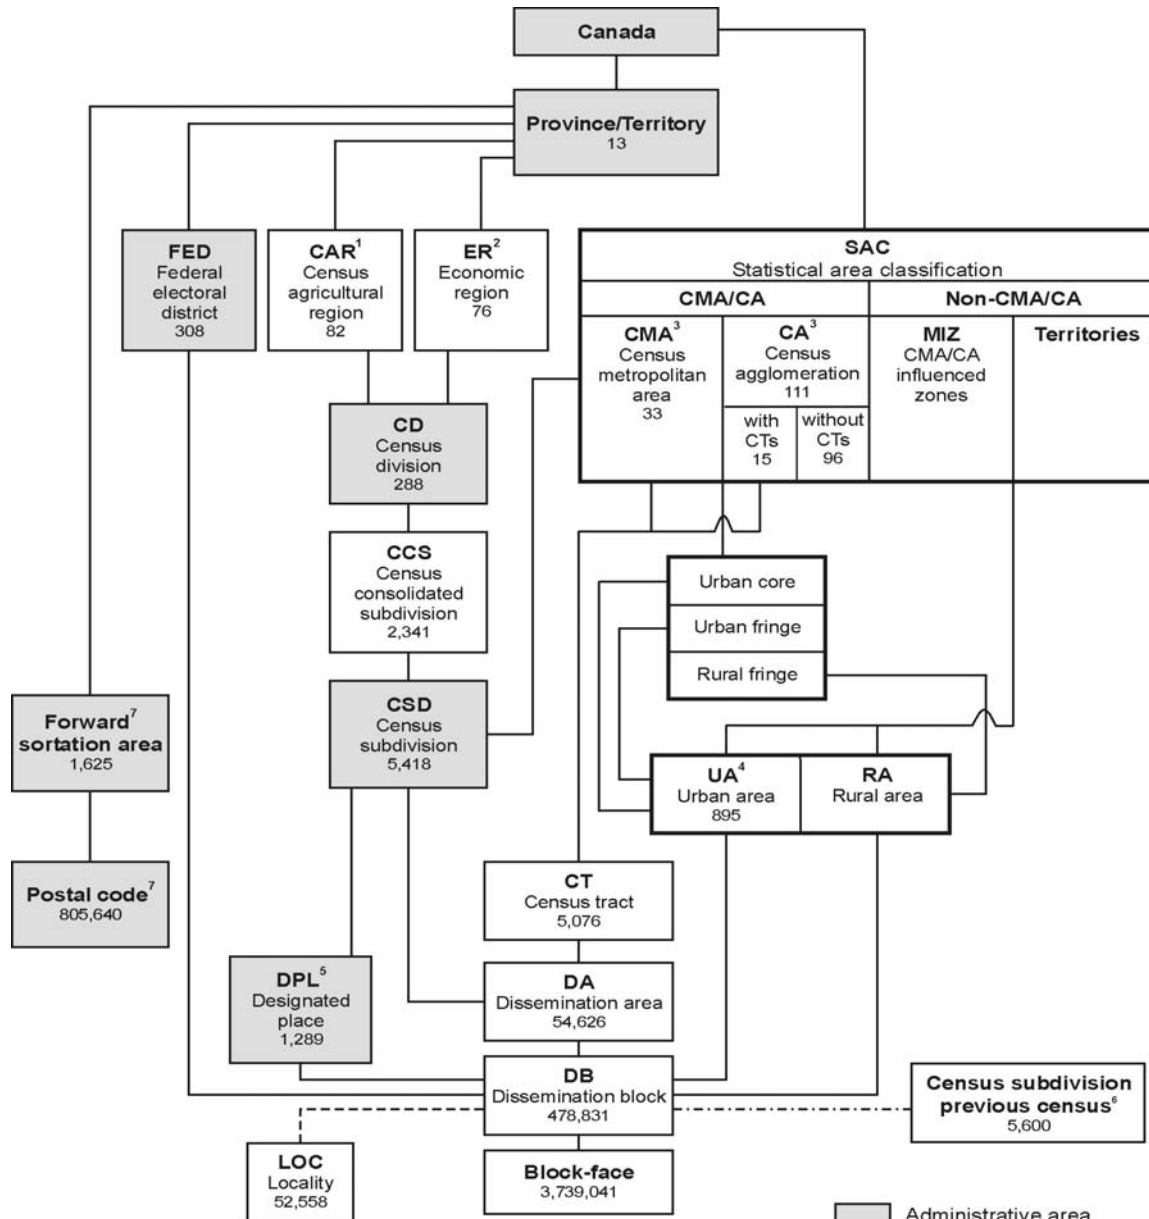 Canada
Province/Territory
13
FED
Federal
electoral
district
308
CAR¹
Census
agricultural
region
82
ER²
Economic
region
76
SAC
Statistical area classification
CMA/CA
Non-CMA/CA
CMA³
Census
metropolitan
area
33
CA³
Census
agglomeration
111
with
CTs
15
without
CTs
96
MIZ
CMA/CA
influenced
zones
Territories
CD
Census
division
288
CCS
Census
consolidated
subdivision
2,341
Urban core
Urban fringe
Rural fringe
CSD
Census
subdivision
5,418
Forward⁷
sortation area
1,625
UA⁴
Urban area
895
RA
Rural area
Postal code⁷
805,640
CT
Census tract
5,076
DPL⁵
Designated
place
1,289
DA
Dissemination area
54,626
DB
Dissemination block
478,831
Census subdivision
previous census⁶
5,600
LOC
Locality
52,558
Block-face
3,739,041
Administrative area